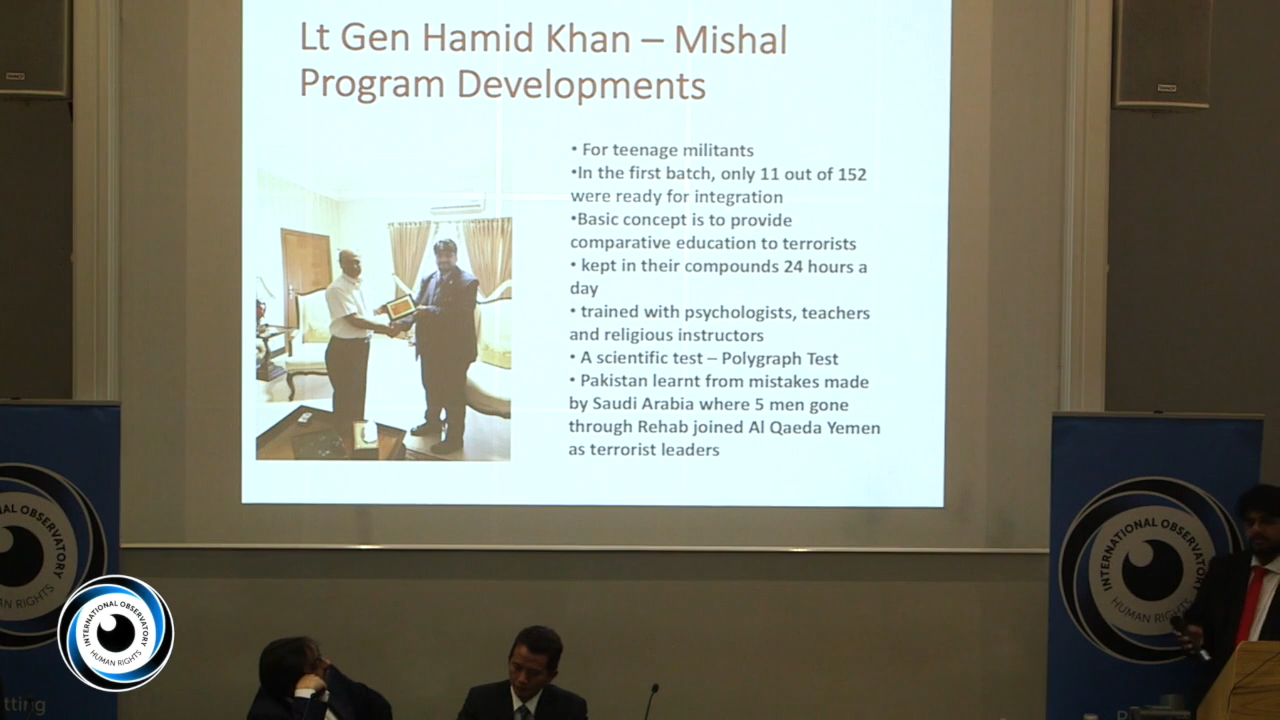 Lt Gen Hamid Khan – Mishal
Program Developments
• For teenage militants
•In the first batch, only 11 out of 152
were ready for integration
•Basic concept is to provide
comparative education to terrorists
• kept in their compounds 24 hours a
day
• trained with psychologists, teachers
and religious instructors
• A scientific test – Polygraph Test
• Pakistan learnt from mistakes made
by Saudi Arabia where 5 men gone
through Rehab joined Al Qaeda Yemen
as terrorist leaders
OBSERVATORY
RIGHTS
INTERNATIONAL OBSERVATORY
HUMAN RIGHTS
INTERNATIONAL OBSERVATORY
HUMAN RIGHTS